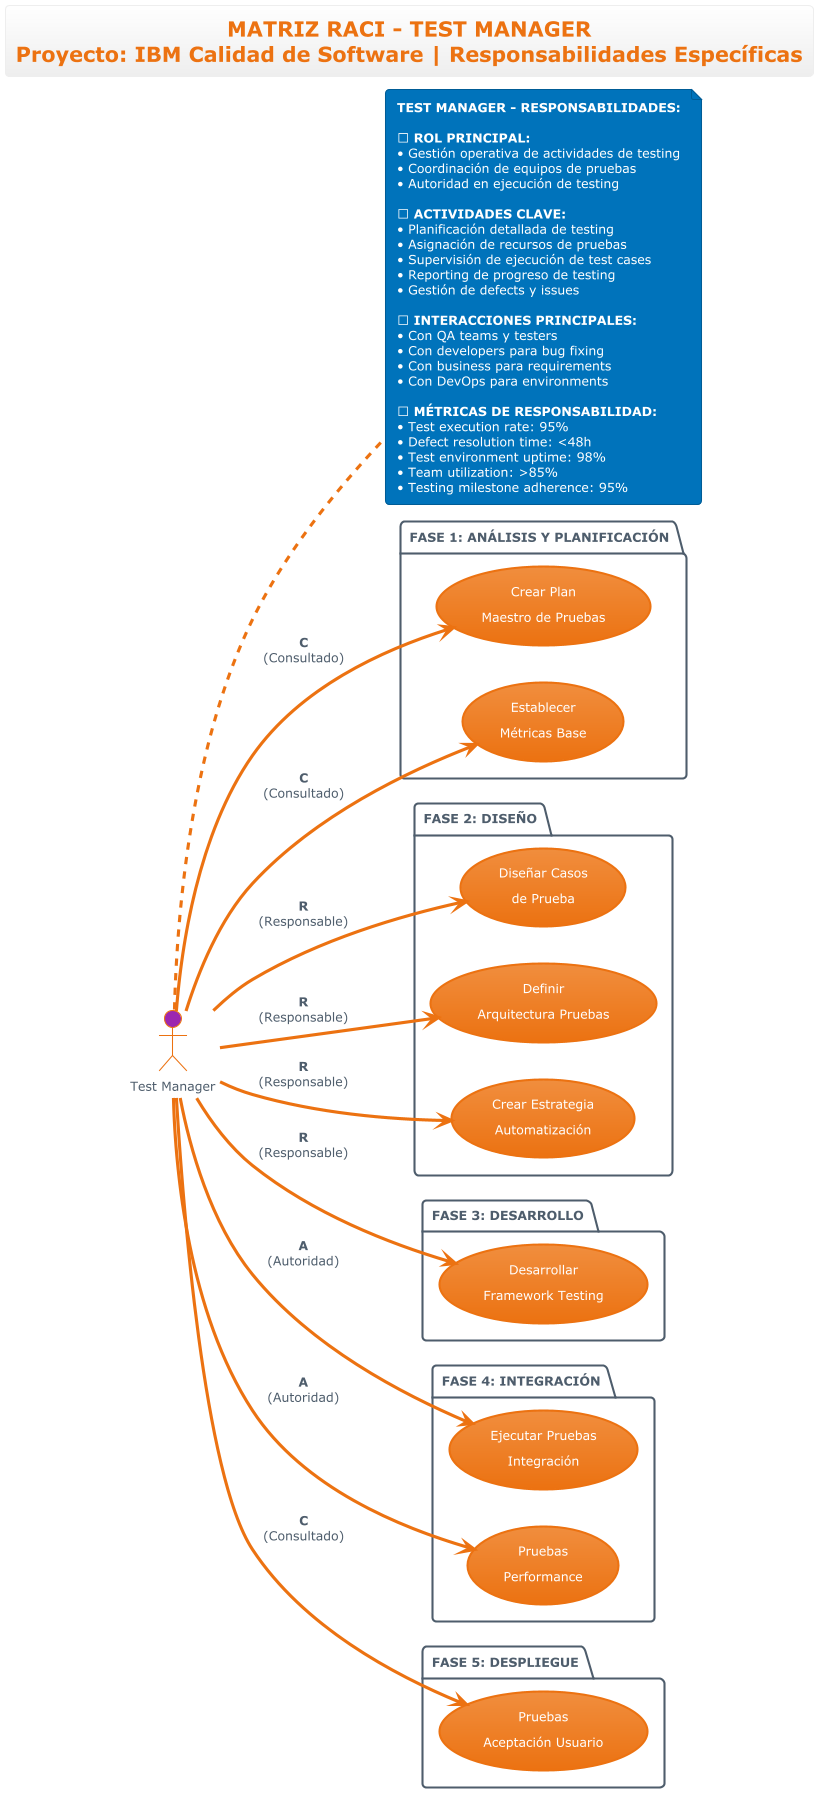 MATRIZ RACI - TEST MANAGER
Proyecto: IBM Calidad de Software | Responsabilidades Específicas
TEST MANAGER - RESPONSABILIDADES:
□ ROL PRINCIPAL:
• Gestión operativa de actividades de testing
• Coordinación de equipos de pruebas
• Autoridad en ejecución de testing
□ ACTIVIDADES CLAVE:
• Planificación detallada de testing
• Asignación de recursos de pruebas
• Supervisión de ejecución de test cases
• Reporting de progreso de testing
• Gestión de defects y issues
□ INTERACCIONES PRINCIPALES:
• Con QA teams y testers
• Con developers para bug fixing
• Con business para requirements
• Con DevOps para environments
□ MÉTRICAS DE RESPONSABILIDAD:
• Test execution rate: 95%
• Defect resolution time: <48h
• Test environment uptime: 98%
• Team utilization: >85%
• Testing milestone adherence: 95%
FASE 1: ANÁLISIS Y PLANIFICACIÓN
Crear Plan
Maestro de Pruebas
C
(Consultado)
Establecer
Métricas Base
C
(Consultado)
FASE 2: DISEÑO
Diseñar Casos
de Prueba
R
(Responsable)
Definir
Arquitectura Pruebas
R
(Responsable)
Test Manager
R
(Responsable)
Crear Estrategia
Automatización
R
(Responsable)
FASE 3: DESARROLLO
Desarrollar
Framework Testing
A
(Autoridad)
FASE 4: INTEGRACIÓN
Ejecutar Pruebas
Integración
A
(Autoridad)
Pruebas
Performance
C
(Consultado)
FASE 5: DESPLIEGUE
Pruebas
Aceptación Usuario